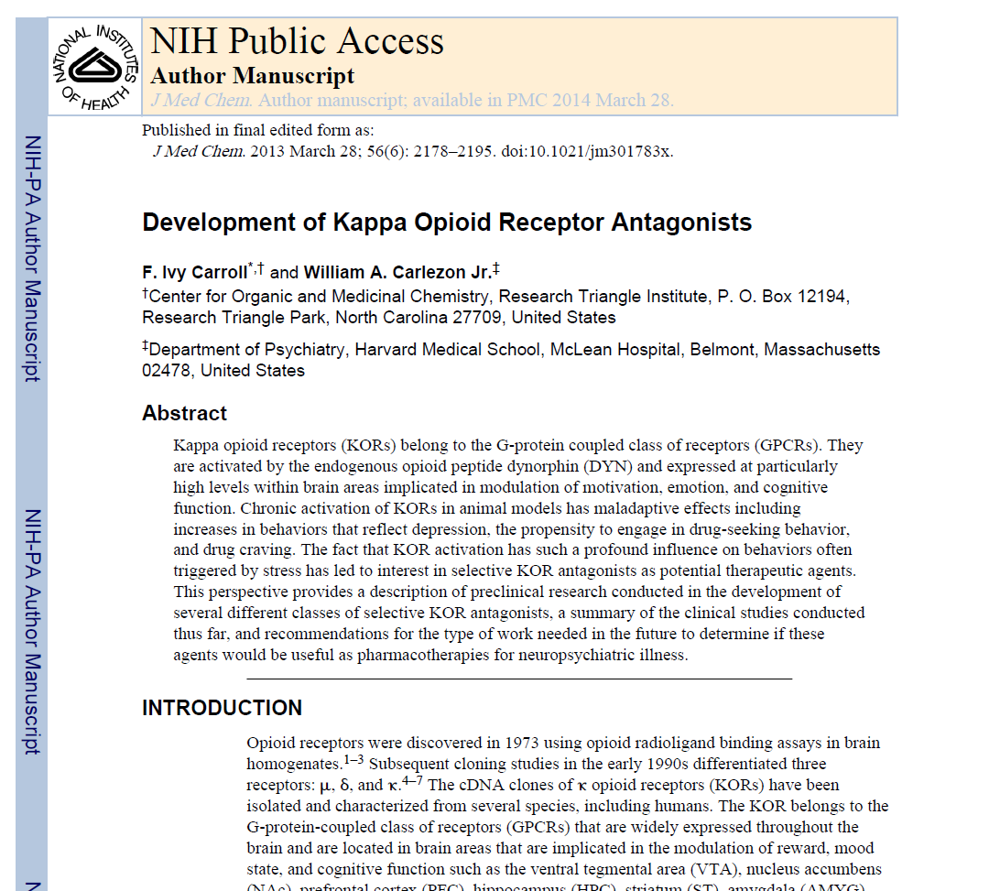 NATIONAL INSTITUTES OF HEALTH
NIH Public Access
Author Manuscript
J Med Chem. Author manuscript; available in PMC 2014 March 28.
Published in final edited form as:
J Med Chem. 2013 March 28; 56(6): 2178–2195. doi:10.1021/jm301783x.
NIH-PA Author Manuscript
NIH-PA Author Manuscript
N
Development of Kappa Opioid Receptor Antagonists
F. Ivy Carroll*,† and William A. Carlezon Jr.‡
†Center for Organic and Medicinal Chemistry, Research Triangle Institute, P. O. Box 12194,
Research Triangle Park, North Carolina 27709, United States
‡Department of Psychiatry, Harvard Medical School, McLean Hospital, Belmont, Massachusetts
02478, United States
Abstract
Kappa opioid receptors (KORs) belong to the G-protein coupled class of receptors (GPCRs). They
are activated by the endogenous opioid peptide dynorphin (DYN) and expressed at particularly
high levels within brain areas implicated in modulation of motivation, emotion, and cognitive
function. Chronic activation of KORs in animal models has maladaptive effects including
increases in behaviors that reflect depression, the propensity to engage in drug-seeking behavior,
and drug craving. The fact that KOR activation has such a profound influence on behaviors often
triggered by stress has led to interest in selective KOR antagonists as potential therapeutic agents.
This perspective provides a description of preclinical research conducted in the development of
several different classes of selective KOR antagonists, a summary of the clinical studies conducted
thus far, and recommendations for the type of work needed in the future to determine if these
agents would be useful as pharmacotherapies for neuropsychiatric illness.
INTRODUCTION
Opioid receptors were discovered in 1973 using opioid radioligand binding assays in brain
homogenates.1–3 Subsequent cloning studies in the early 1990s differentiated three
receptors: μ, δ, and κ.4–7 The cDNA clones of κ opioid receptors (KORs) have been
isolated and characterized from several species, including humans. The KOR belongs to the
G-protein-coupled class of receptors (GPCRs) that are widely expressed throughout the
brain and are located in brain areas that are implicated in the modulation of reward, mood
state, and cognitive function such as the ventral tegmental area (VTA), nucleus accumbens
(NAc), prefrontal cortex (PFC), hippocampus (HPC), striatum (ST), amygdala (AMYG),